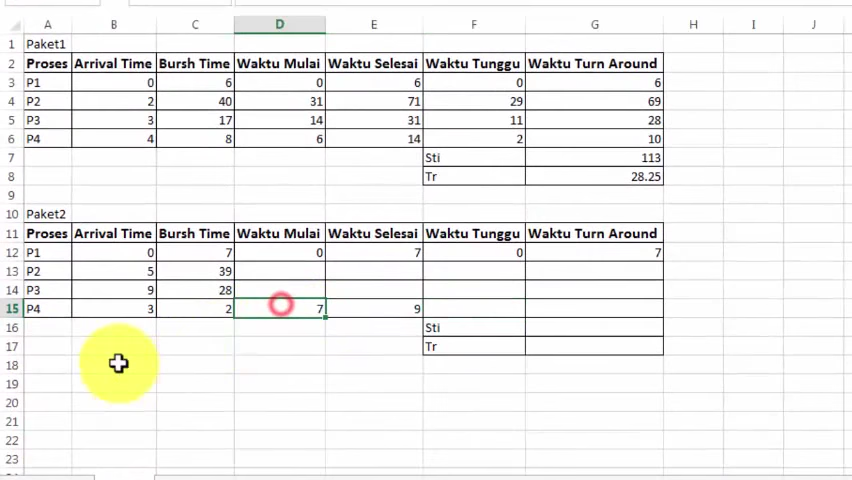 A B C D E F G H I J
1 Paket1
2 Proses Arrival Time Bursh Time Waktu Mulai Waktu Selesai Waktu Tunggu Waktu Turn Around
3 P1 0 6 0 6 0 6
4 P2 2 40 31 71 29 69
5 P3 3 17 14 31 11 28
6 P4 4 8 6 14 2 10
7 Sti 113
8 Tr 28.25
9
10 Paket2
11 Proses Arrival Time Bursh Time Waktu Mulai Waktu Selesai Waktu Tunggu Waktu Turn Around
12 P1 0 7 0 7 0 7
13 P2 5 39
14 P3 9 28
15 P4 3 2 7 9
16 Sti
17 Tr
18
19
20
21
22
23